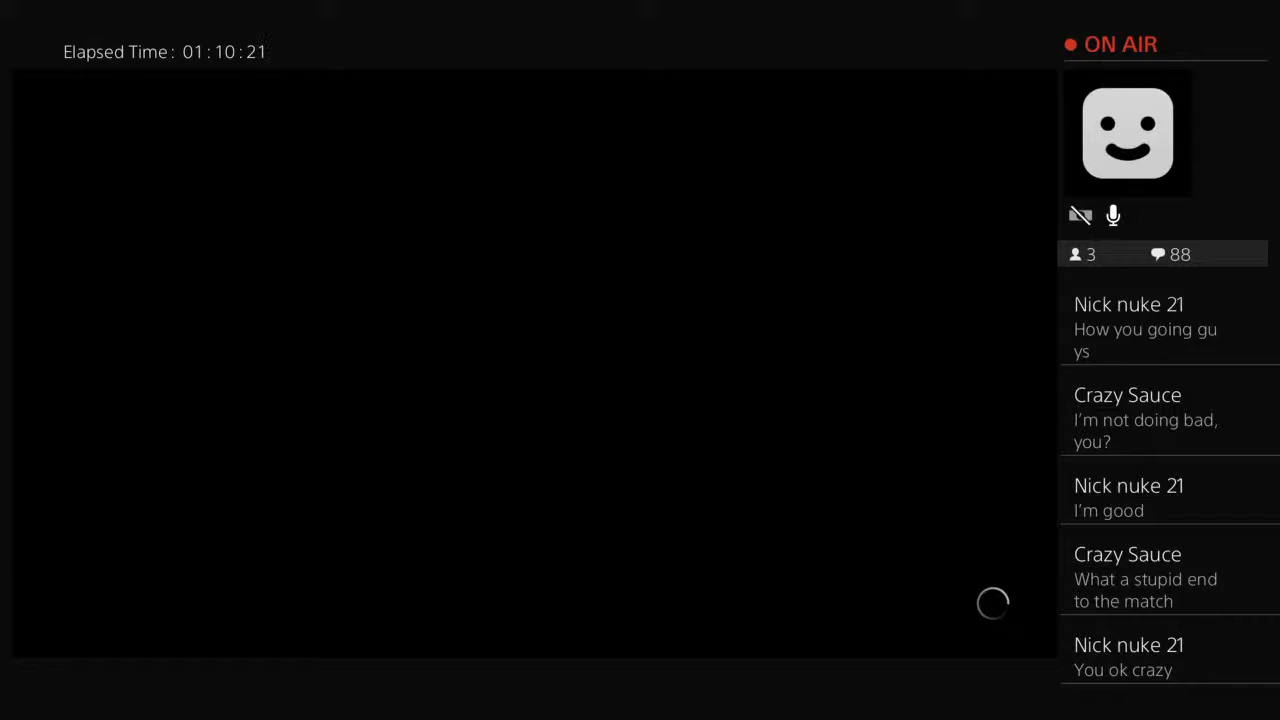 Elapsed Time: 01:10:21
ON AIR
3 88
Nick nuke 21
How you going gu
ys
Crazy Sauce
I'm not doing bad,
you?
Nick nuke 21
I'm good
Crazy Sauce
What a stupid end
to the match
Nick nuke 21
You ok crazy